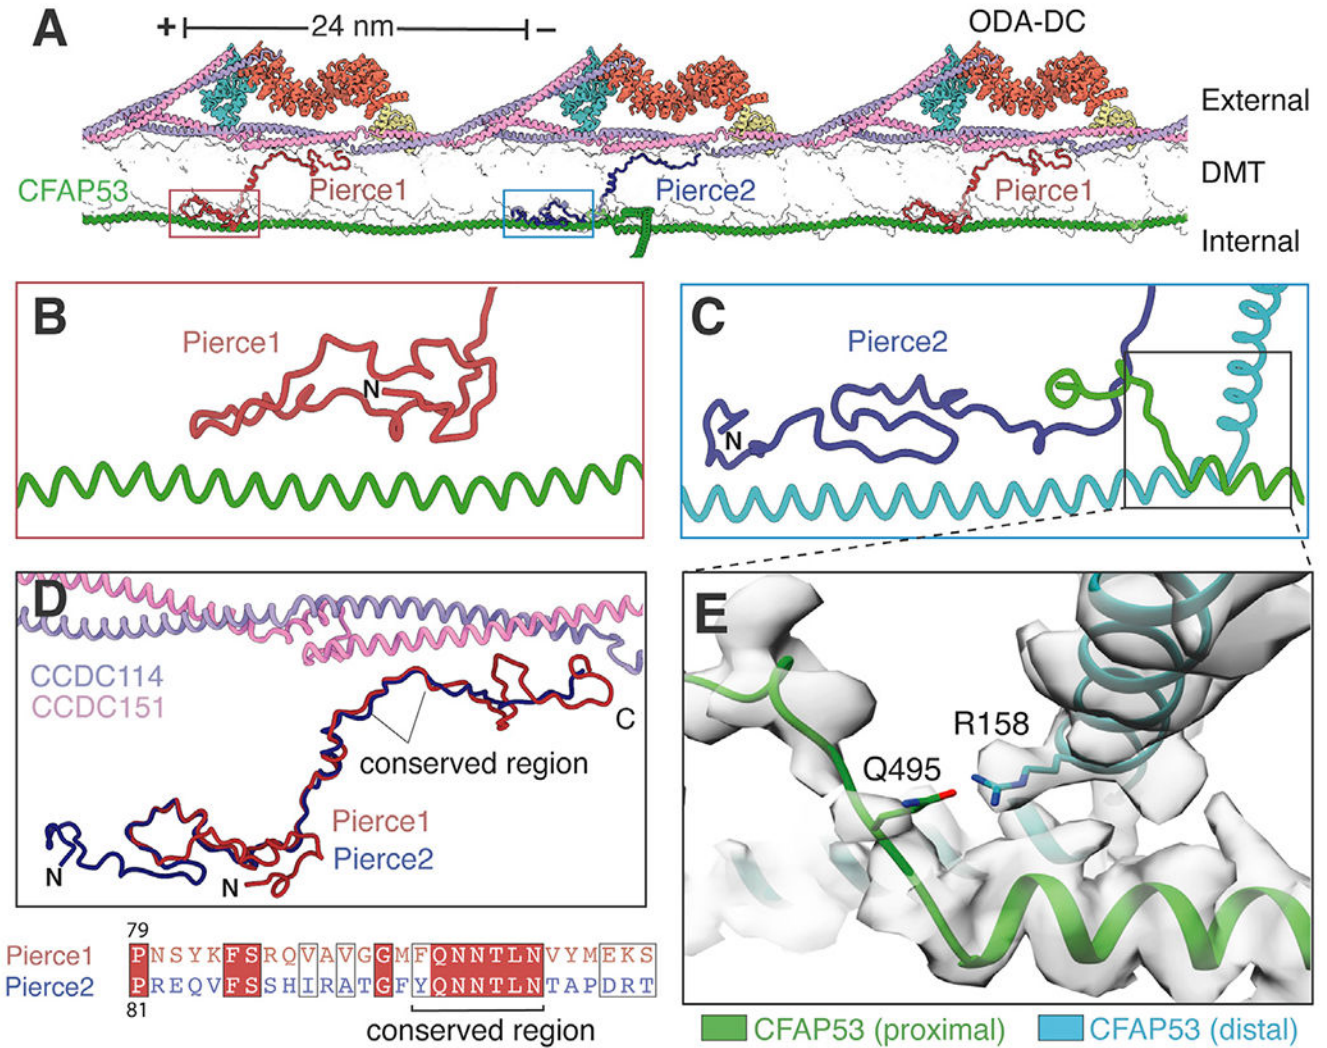 A
+ 24 nm −
ODA-DC
External
CFAP53
Pierce1
Pierce2
Pierce1
DMT
Internal
B
Pierce1
N
C
Pierce2
N
D
CCDC114
CCDC151
C
conserved region
Pierce1
Pierce2
N
N
E
R158
Q495
79
Pierce1 PNSYKFSRQVAVGGMFQNNTLNVYMEKS
Pierce2 PREQVFSSHIRATGFYQNNTLNTAPDRT
81
conserved region
CFAP53 (proximal)
CFAP53 (distal)